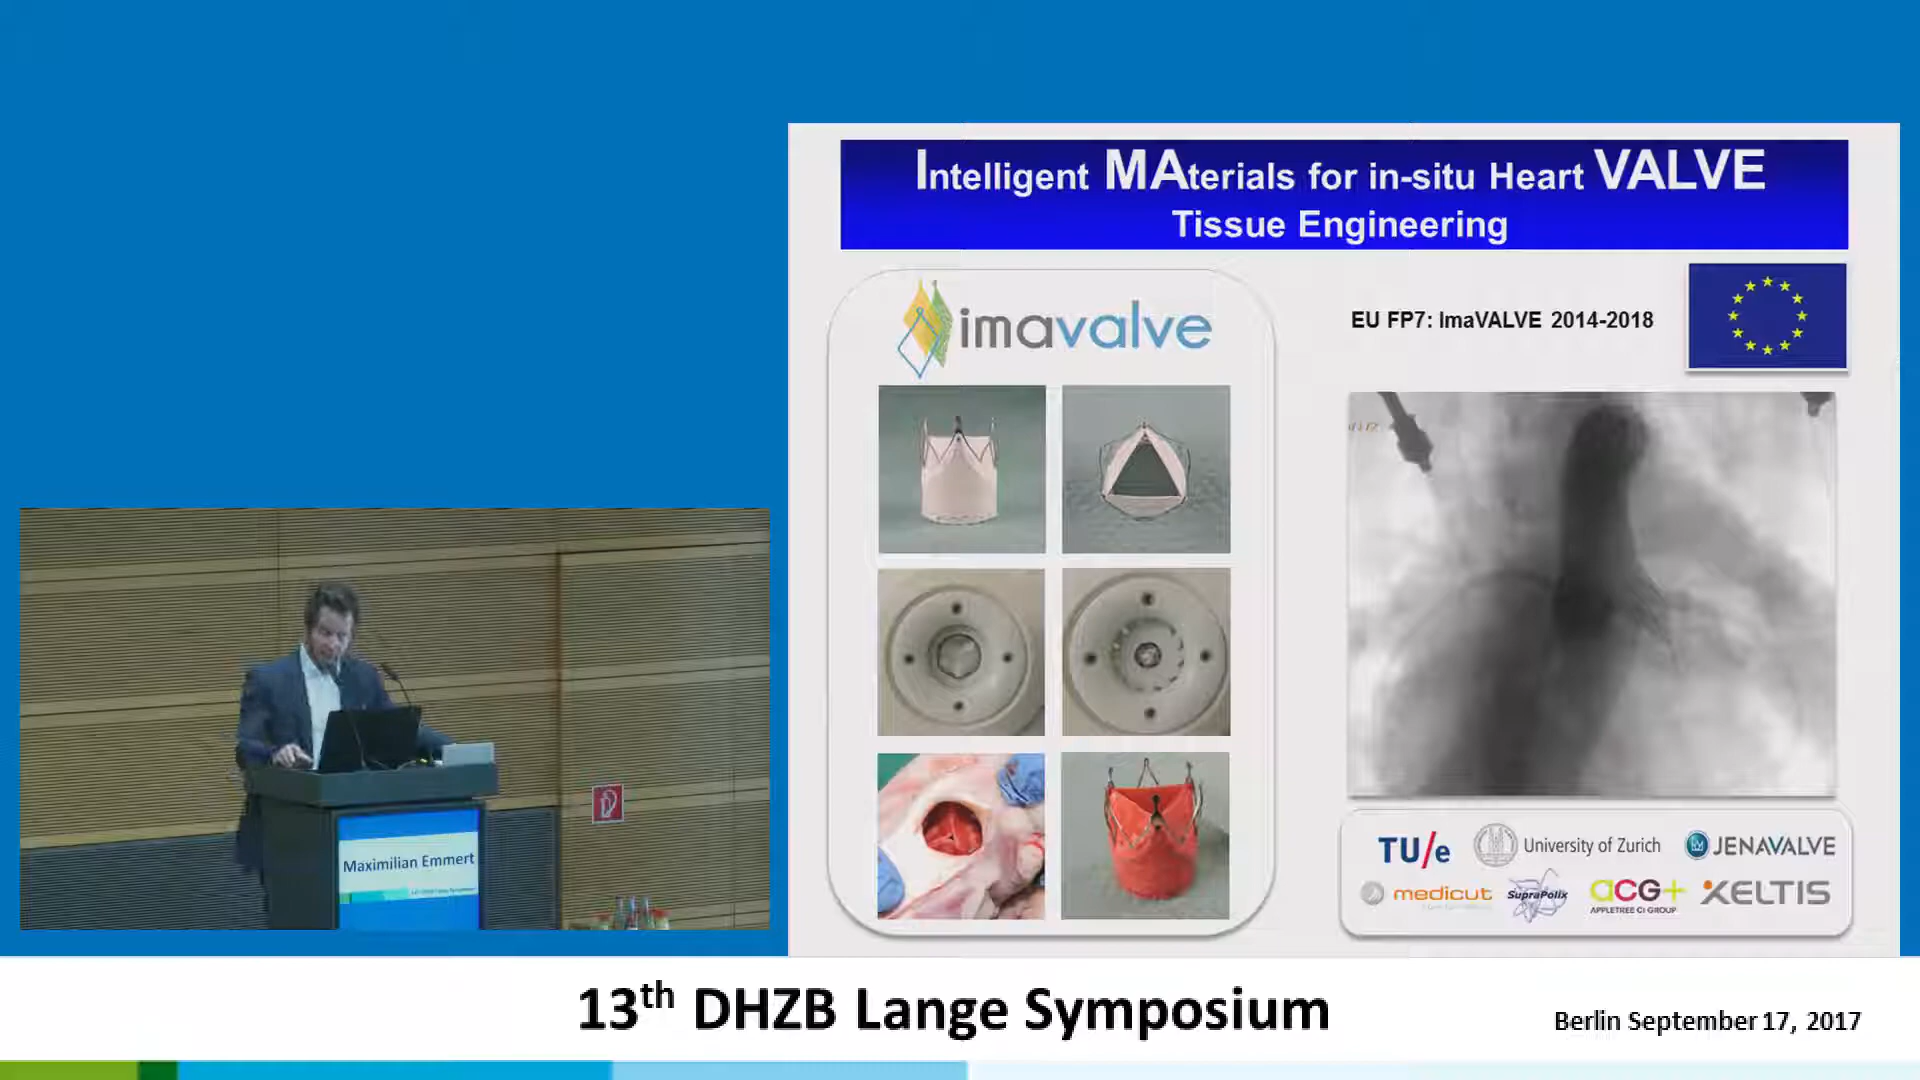 Intelligent MAterials for in-situ Heart VALVE
Tissue Engineering
imavalve
EU FP7: ImaVALVE 2014-2018
TU/e
University of Zurich
JENAVALVE
medicut
SupraPolix
aCG+
APPLETREE CI GROUP
XELTIS
Maximilian Emmert
13th DHZB Lange Symposium
Berlin September 17, 2017